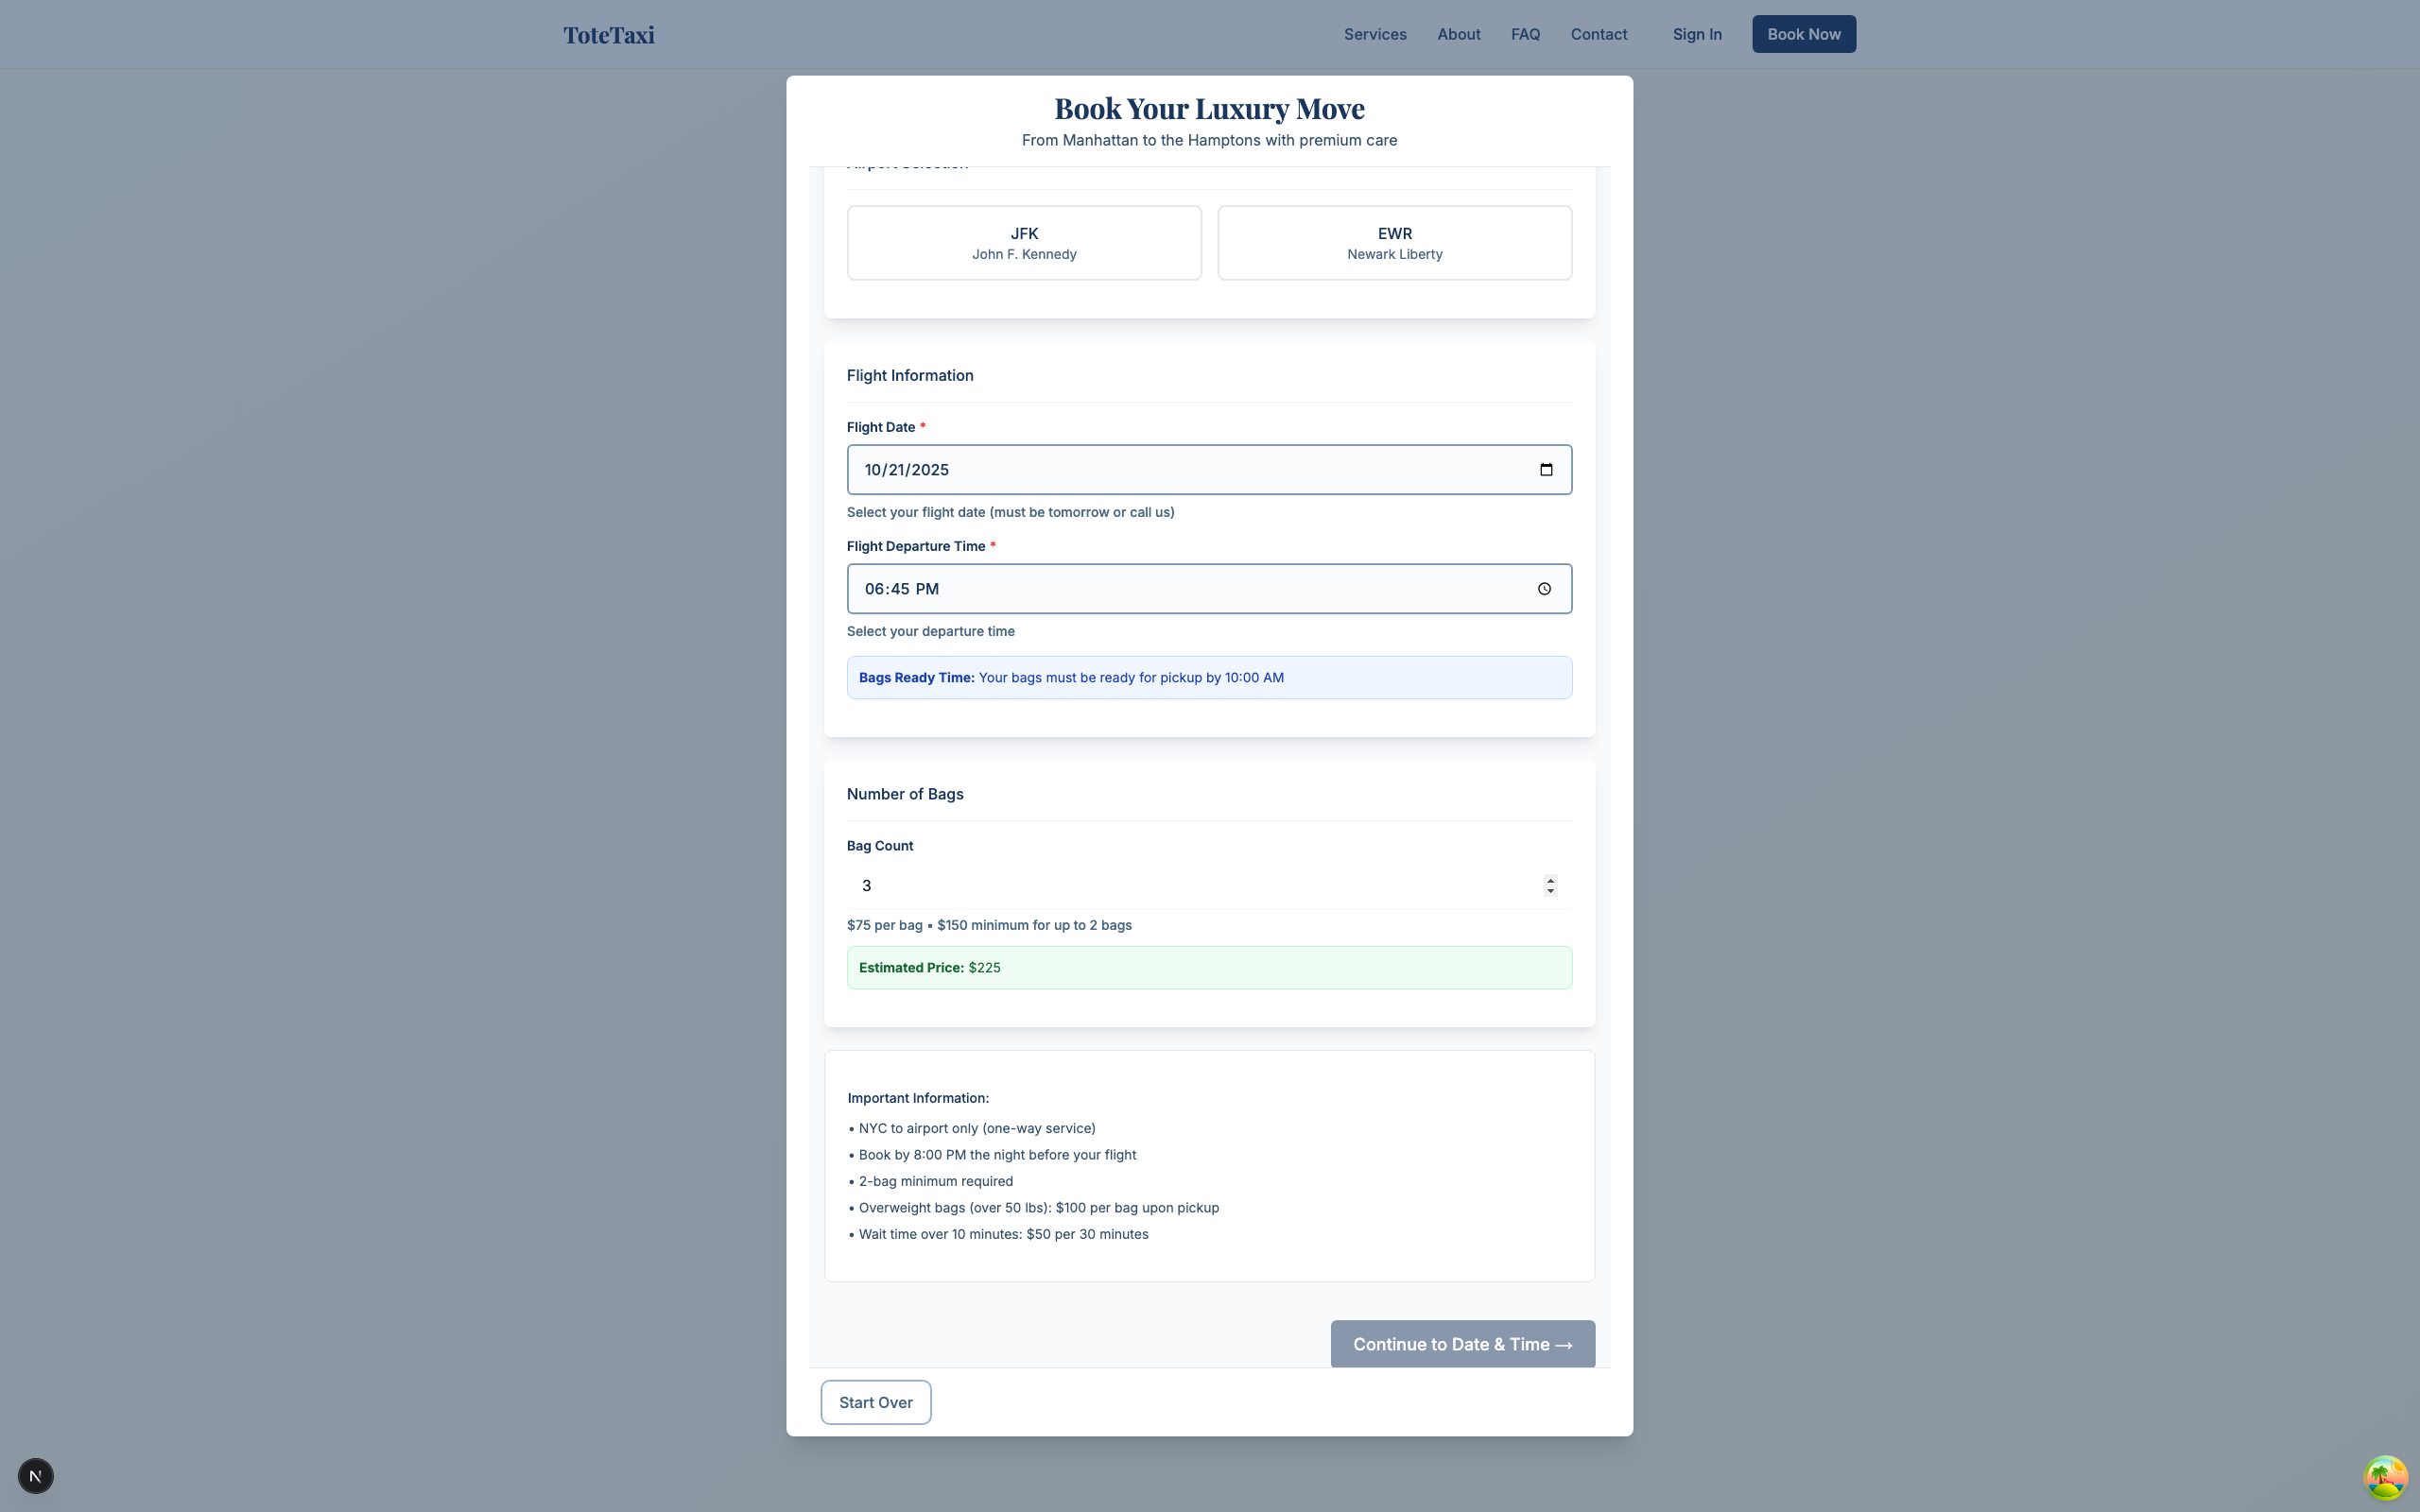 ToteTaxi
Services About FAQ Contact Sign In Book Now
Book Your Luxury Move
From Manhattan to the Hamptons with premium care
Airport Selection
JFK
John F. Kennedy
EWR
Newark Liberty
Flight Information
Flight Date *
10/21/2025
Select your flight date (must be tomorrow or call us)
Flight Departure Time *
06:45 PM
Select your departure time
Bags Ready Time: Your bags must be ready for pickup by 10:00 AM
Number of Bags
Bag Count
3
$75 per bag • $150 minimum for up to 2 bags
Estimated Price: $225
Important Information:
• NYC to airport only (one-way service)
• Book by 8:00 PM the night before your flight
• 2-bag minimum required
• Overweight bags (over 50 lbs): $100 per bag upon pickup
• Wait time over 10 minutes: $50 per 30 minutes
Continue to Date & Time →
Start Over
N